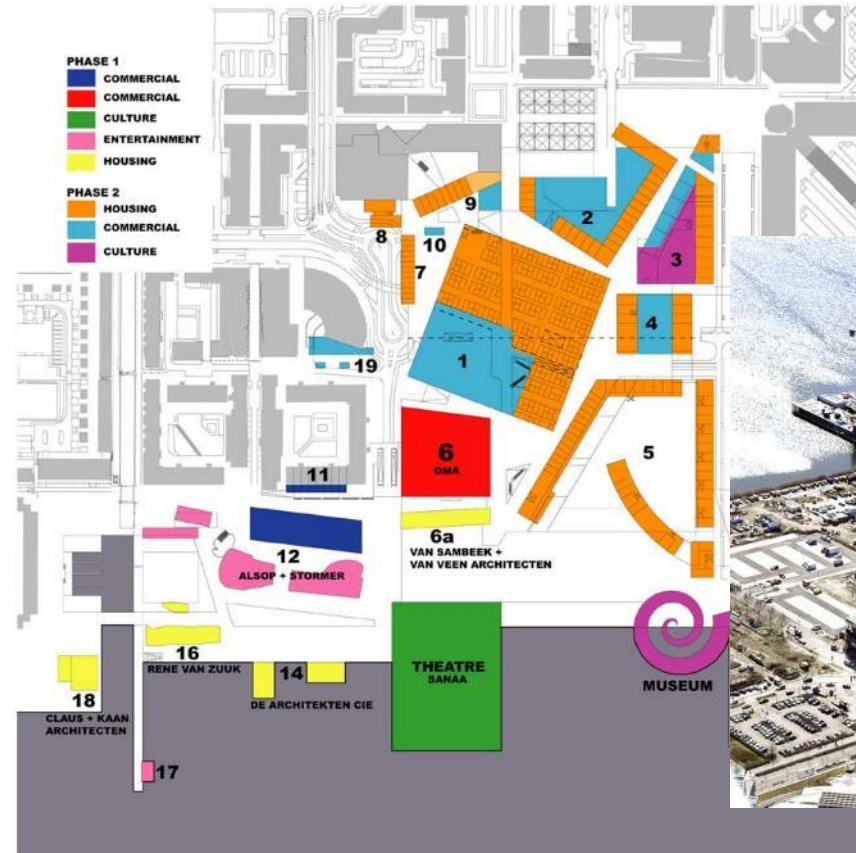 PHASE 1
COMMERCIAL
COMMERCIAL
CULTURE
ENTERTAINMENT
HOUSING
PHASE 2
HOUSING
COMMERCIAL
CULTURE
9
2
8
10
3
7
4
1
19
6
OMA
5
11
6a
VAN SAMBEEK +
VAN VEEN ARCHITECTEN
12
ALSOP + STORMER
16
RENE VAN ZUUK
THEATRE
SANAA
MUSEUM
14
DE ARCHITEKTEN CIE
18
CLAUS + KAAN
ARCHITECTEN
17